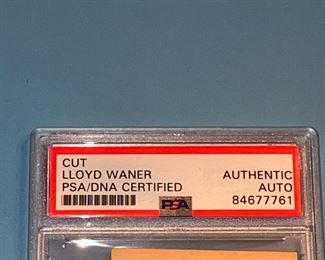 CUT
LLOYD WANER AUTHENTIC
PSA/DNA CERTIFIED AUTO
84677761
PSA